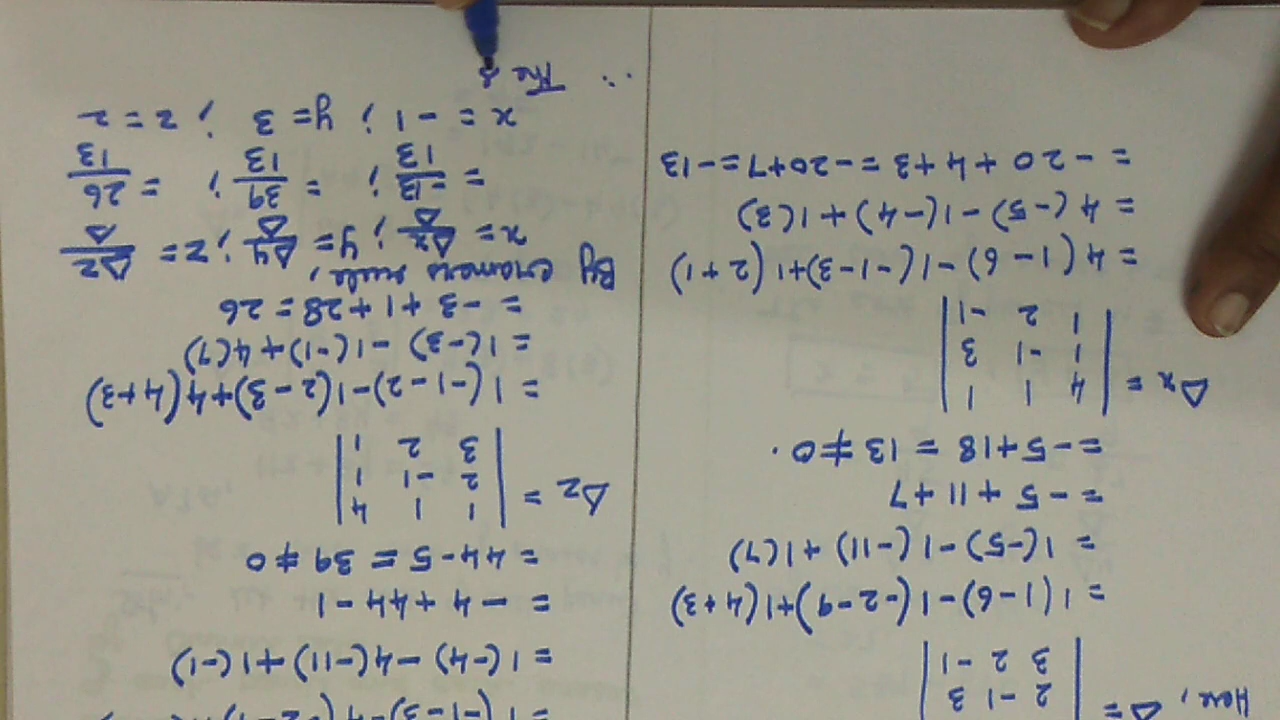 Here, Δ =
2 -1 3
3 2 -1
= 1(1-6)-1(-2-9)+1(4+3)
= 1(-5)-1(-11)+1(7)
= -5+11+7
= -5+18 = 13 ≠ 0.
Δx =
4 1 1
1 -1 3
1 2 -1
= 4(1-6)-1(-1-3)+1(2+1)
= 4(-5)-1(-4)+1(3)
= -20+4+3 = -20+7 = -13
= 1(-4)-4(-11)+1(-1)
= -4+44-1
= 44-5 = 39 ≠ 0
Δz =
1 1 4
2 -1 1
3 2 1
= 1(-1-2)-1(2-3)+4(4+3)
= 1(-3)-1(-1)+4(7)
= -3+1+28 = 26
By cramers rule,
x = Δx/Δ ; y = Δy/Δ ; z = Δz/Δ
= -13/13 ; = 39/13 ; = 26/13
x = -1 ; y = 3 ; z = 2
∴ The s